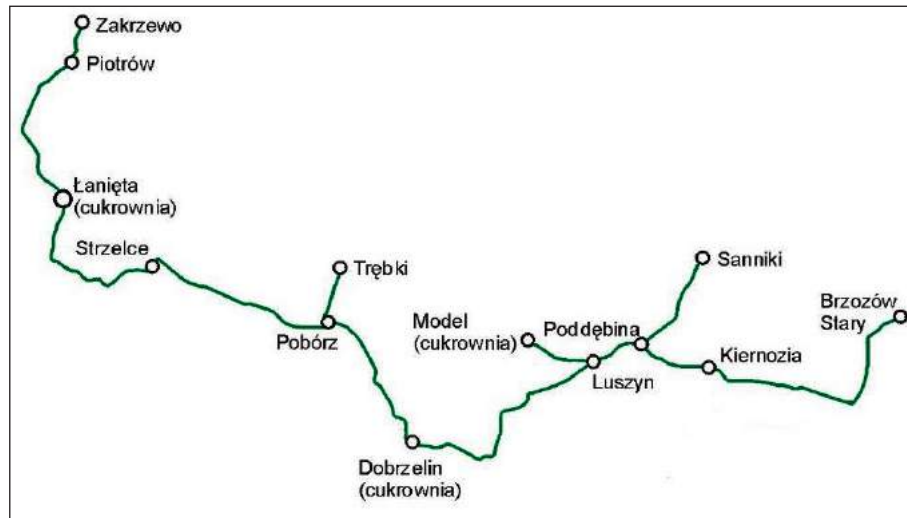 Zakrzewo
Piotrów
Łanięta
(cukrownia)
Strzelce
Trębki
Pobórz
Dobrzelin
(cukrownia)
Model
(cukrownia)
Luszyn
Poddębina
Sanniki
Kiernozia
Brzozów
Stary